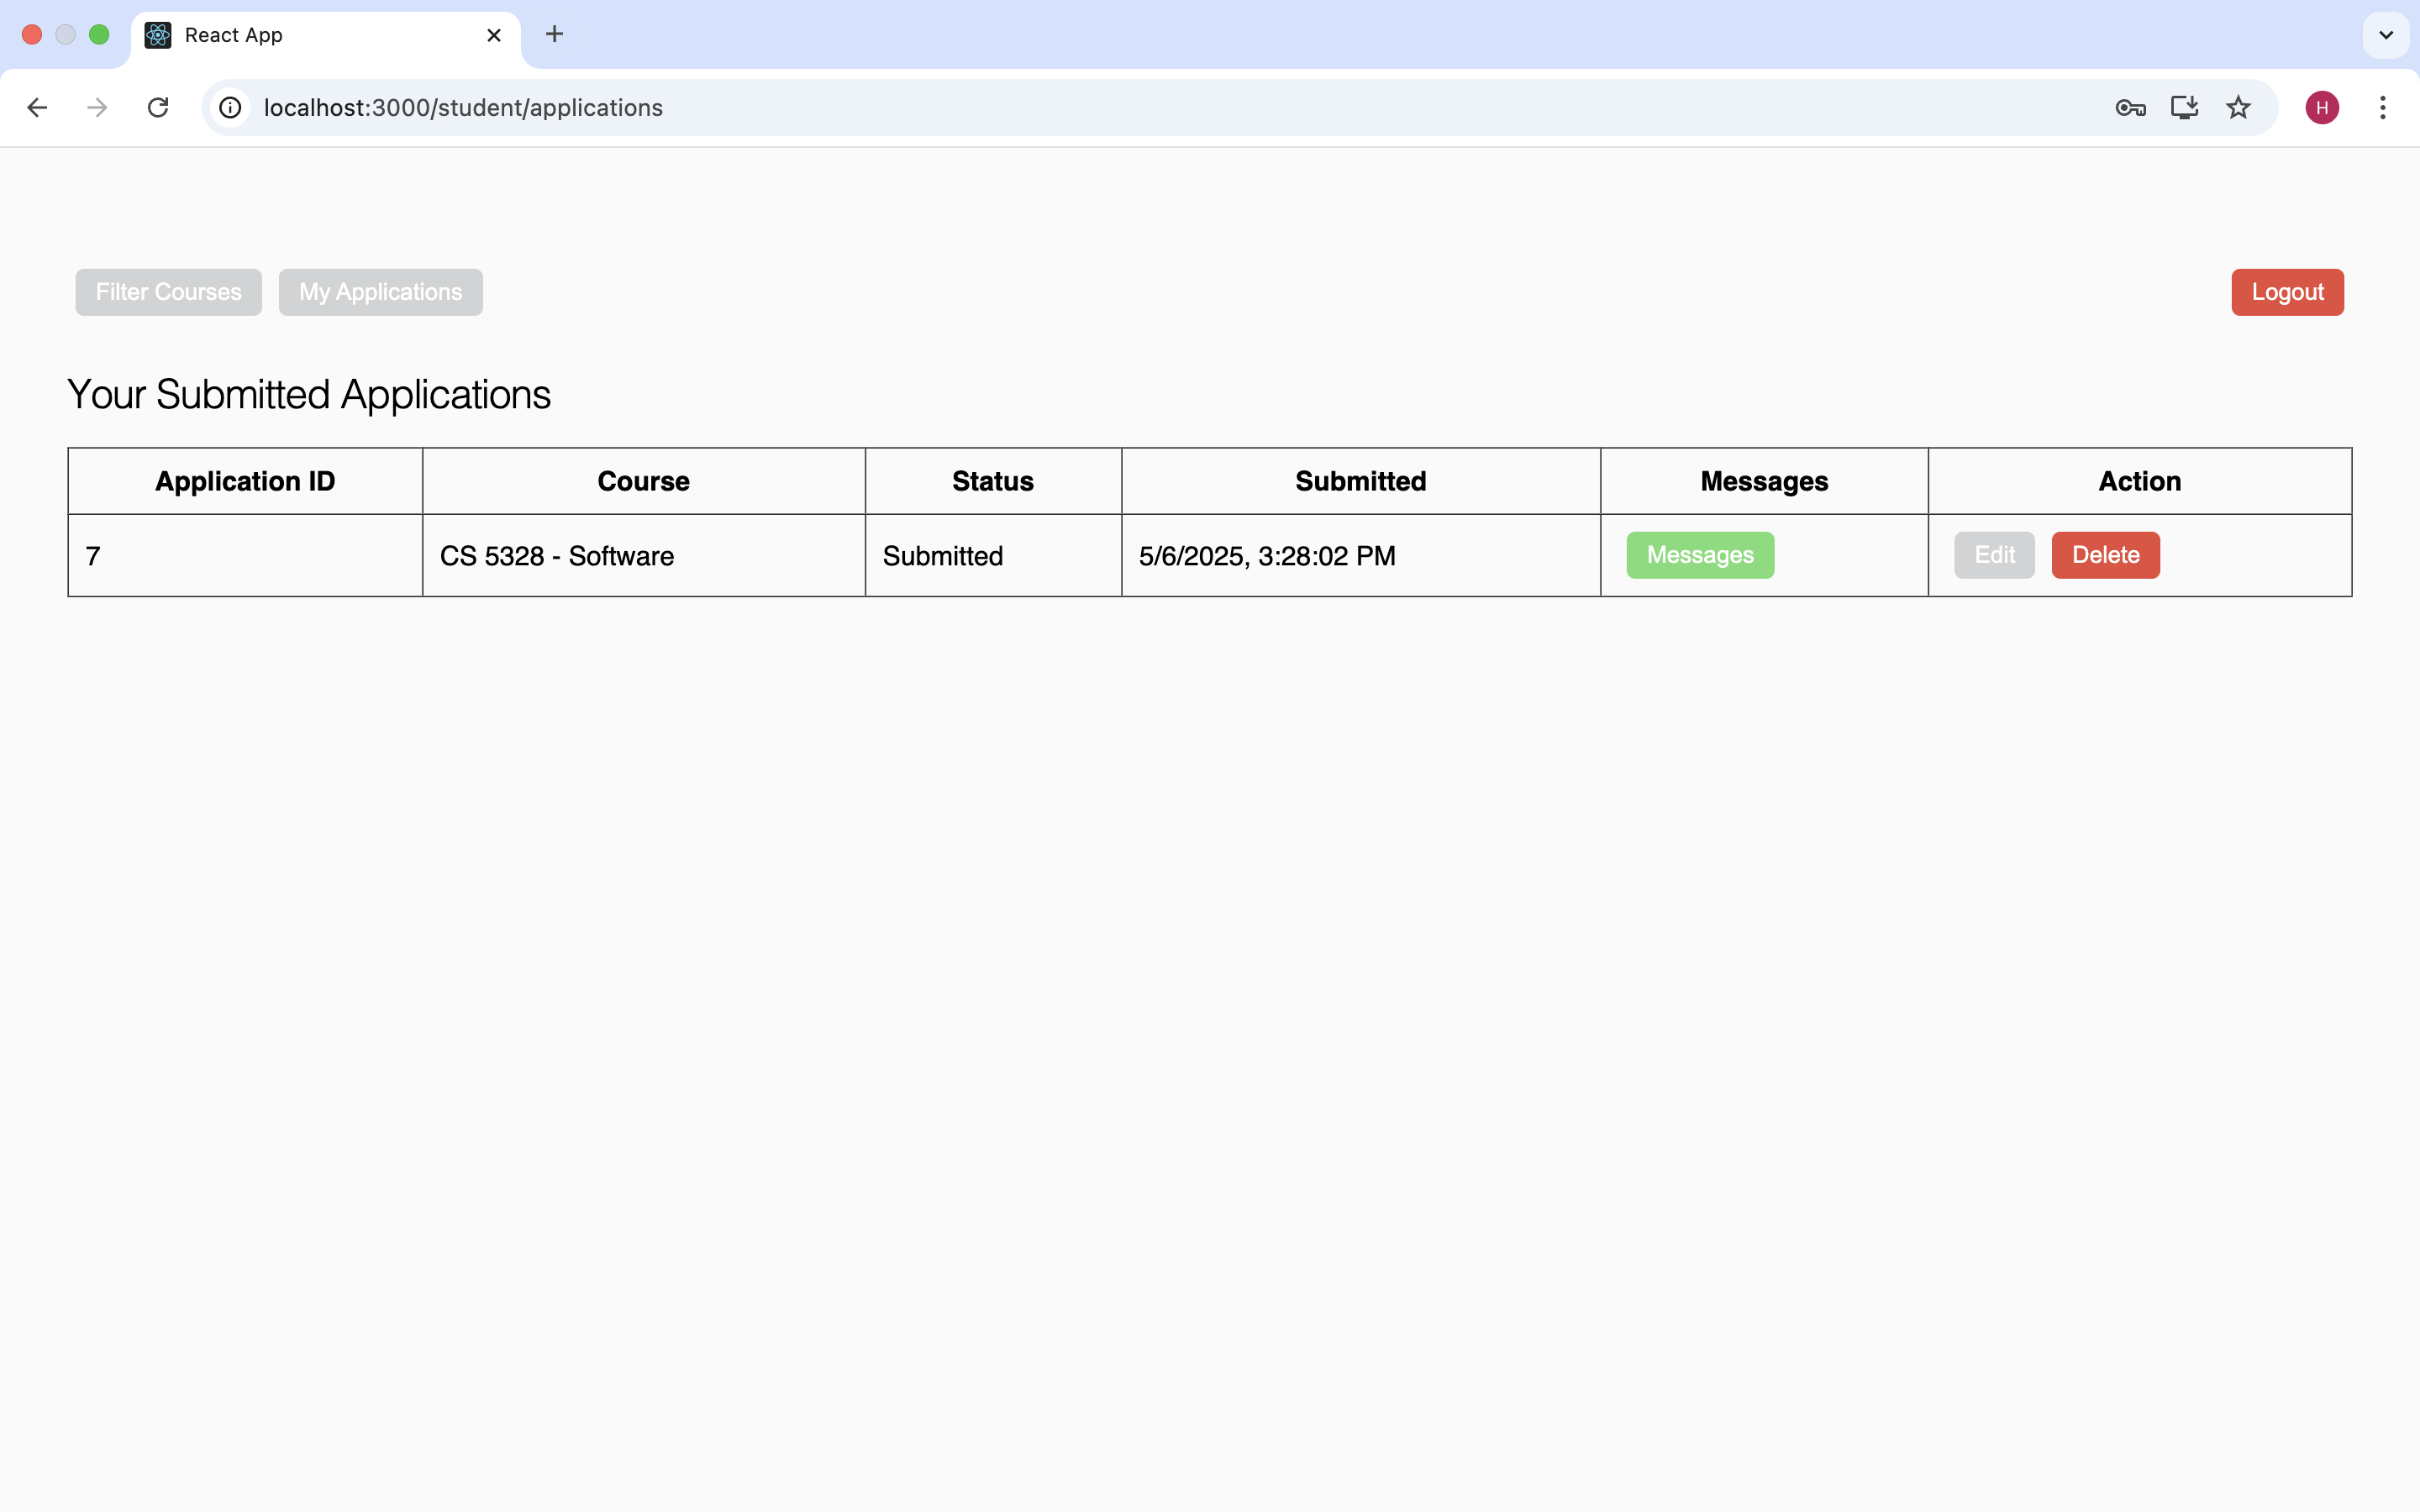 React App
localhost:3000/student/applications
H
Filter Courses My Applications Logout
Your Submitted Applications
Application ID Course Status Submitted Messages Action
7 CS 5328 - Software Submitted 5/6/2025, 3:28:02 PM Messages Edit Delete